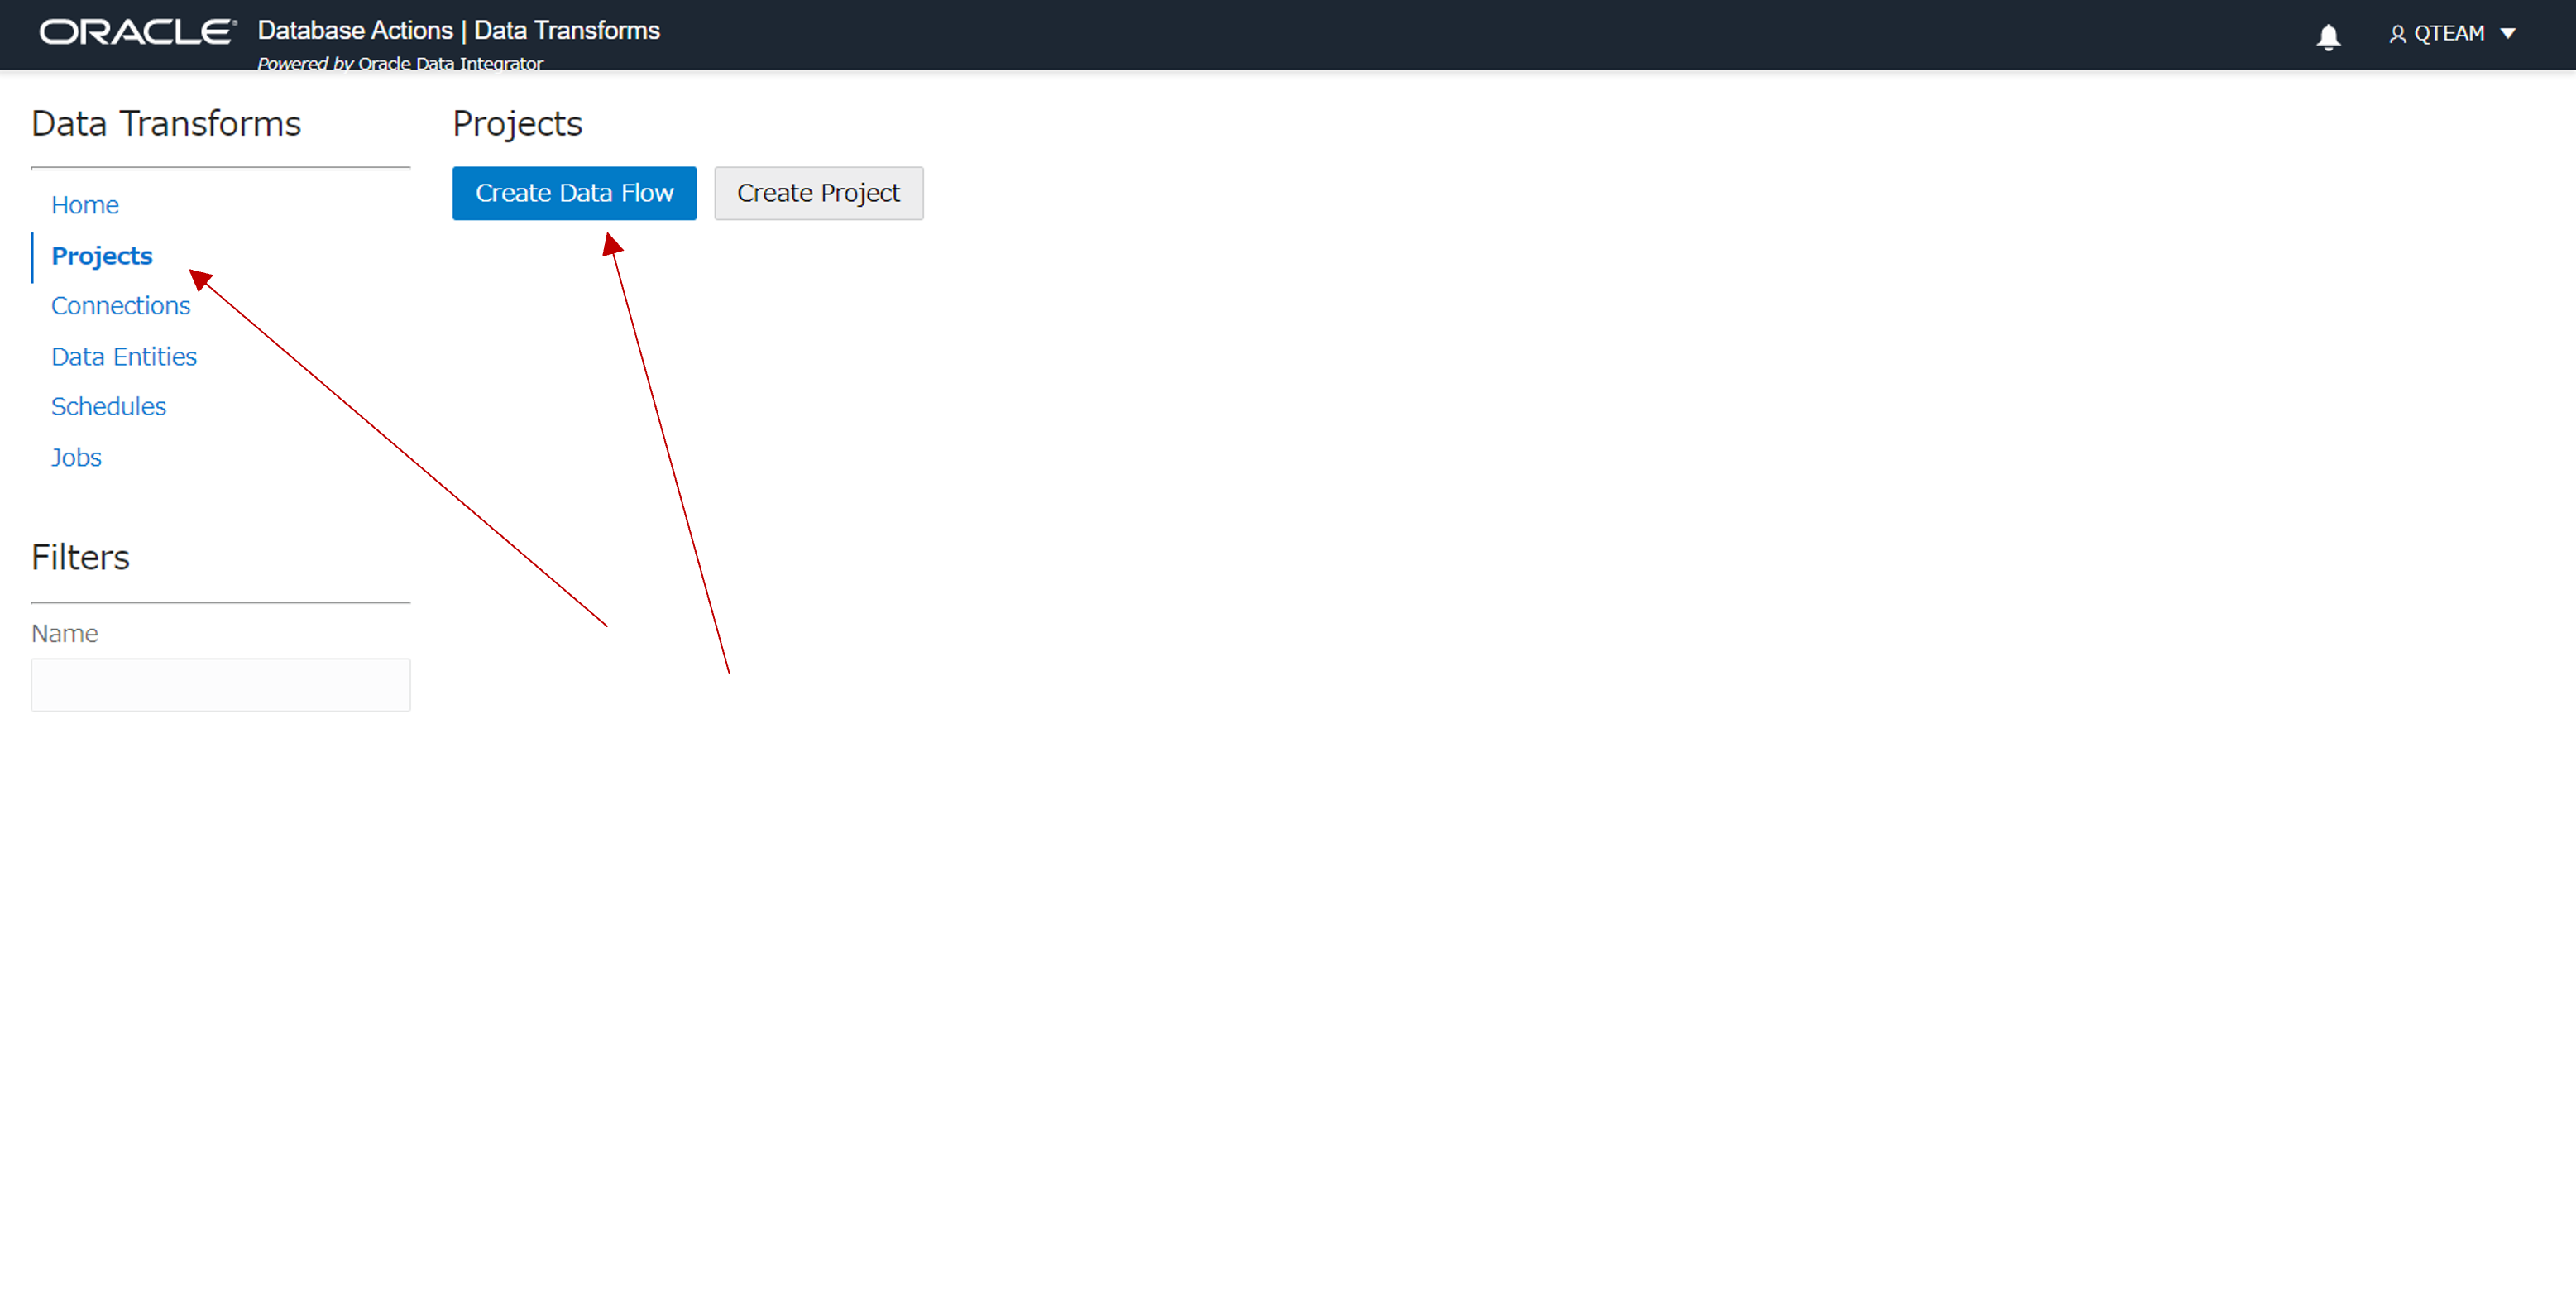 ORACLE Database Actions | Data Transforms
Powered by Oracle Data Integrator
QTEAM
Data Transforms
Home
Projects
Connections
Data Entities
Schedules
Jobs
Filters
Name
Projects
Create Data Flow
Create Project